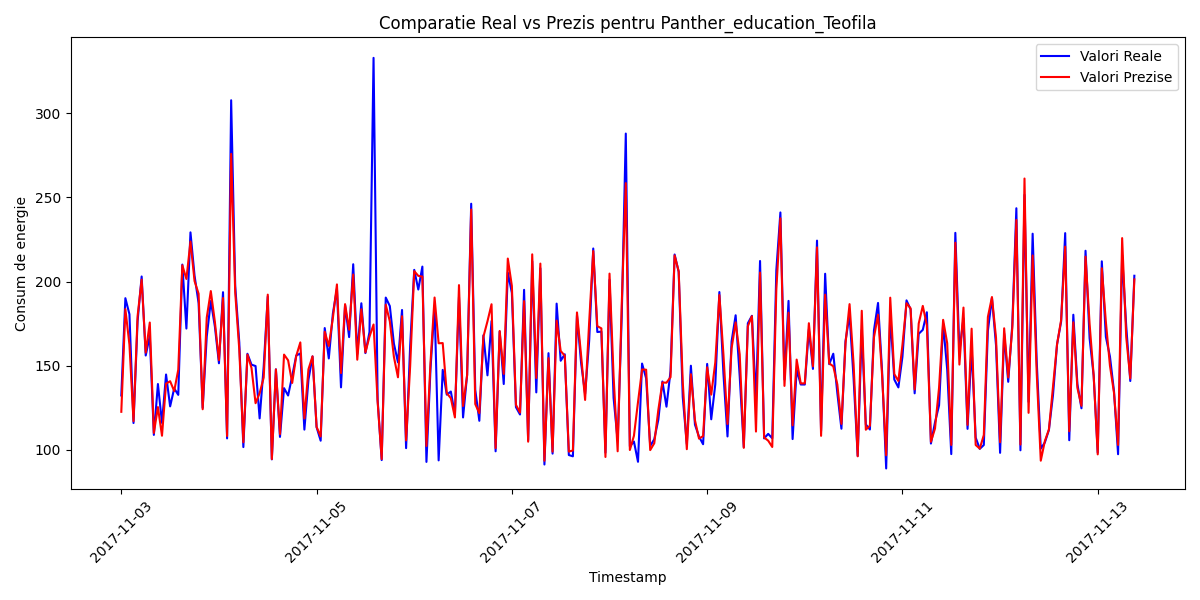 Comparatie Real vs Prezis pentru Panther_education_Teofila
Valori Reale
Valori Prezise
Consum de energie
300
250
200
150
100
2017-11-03
2017-11-05
2017-11-07
2017-11-09
2017-11-11
2017-11-13
Timestamp